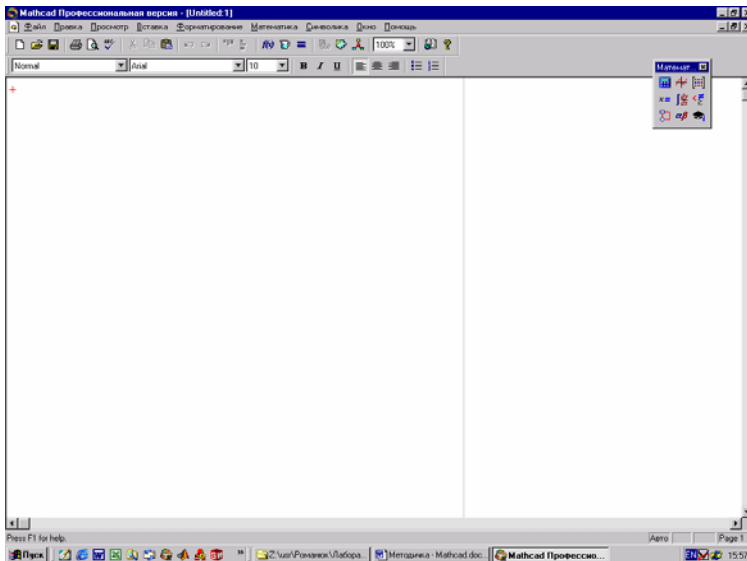 Mathcad Профессиональная версия - [Untitled:1]
Файл Правка Просмотр Вставка Форматирование Математика Символика Окно Помощь
100%
Normal Arial 10 B I U
Математ...
Press F1 for help. Авто Page 1
Пуск Z:\usr\Романюк\Лабора... Методичка - Mathcad.doc... Mathcad Профессио... EN 15:57